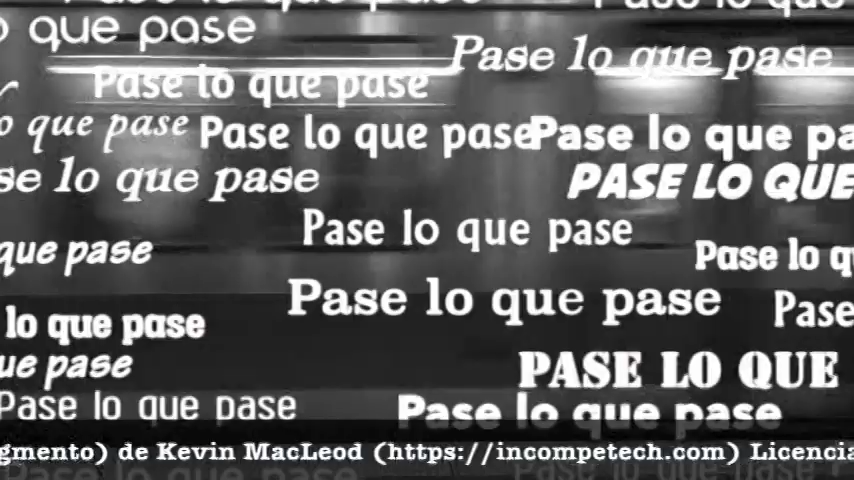 o que pase
Pase lo que pase
Pase lo que pase
o que pase
Pase lo que pase
Pase lo que pa
se lo que pase
PASE LO QUE
Pase lo que pase
que pase
Pase lo q
Pase lo que pase
Pase
lo que pase
ue pase
PASE LO QUE
Pase lo que pase
Pase lo que pase
gmento) de Kevin MacLeod (https://incompetech.com) Licencia